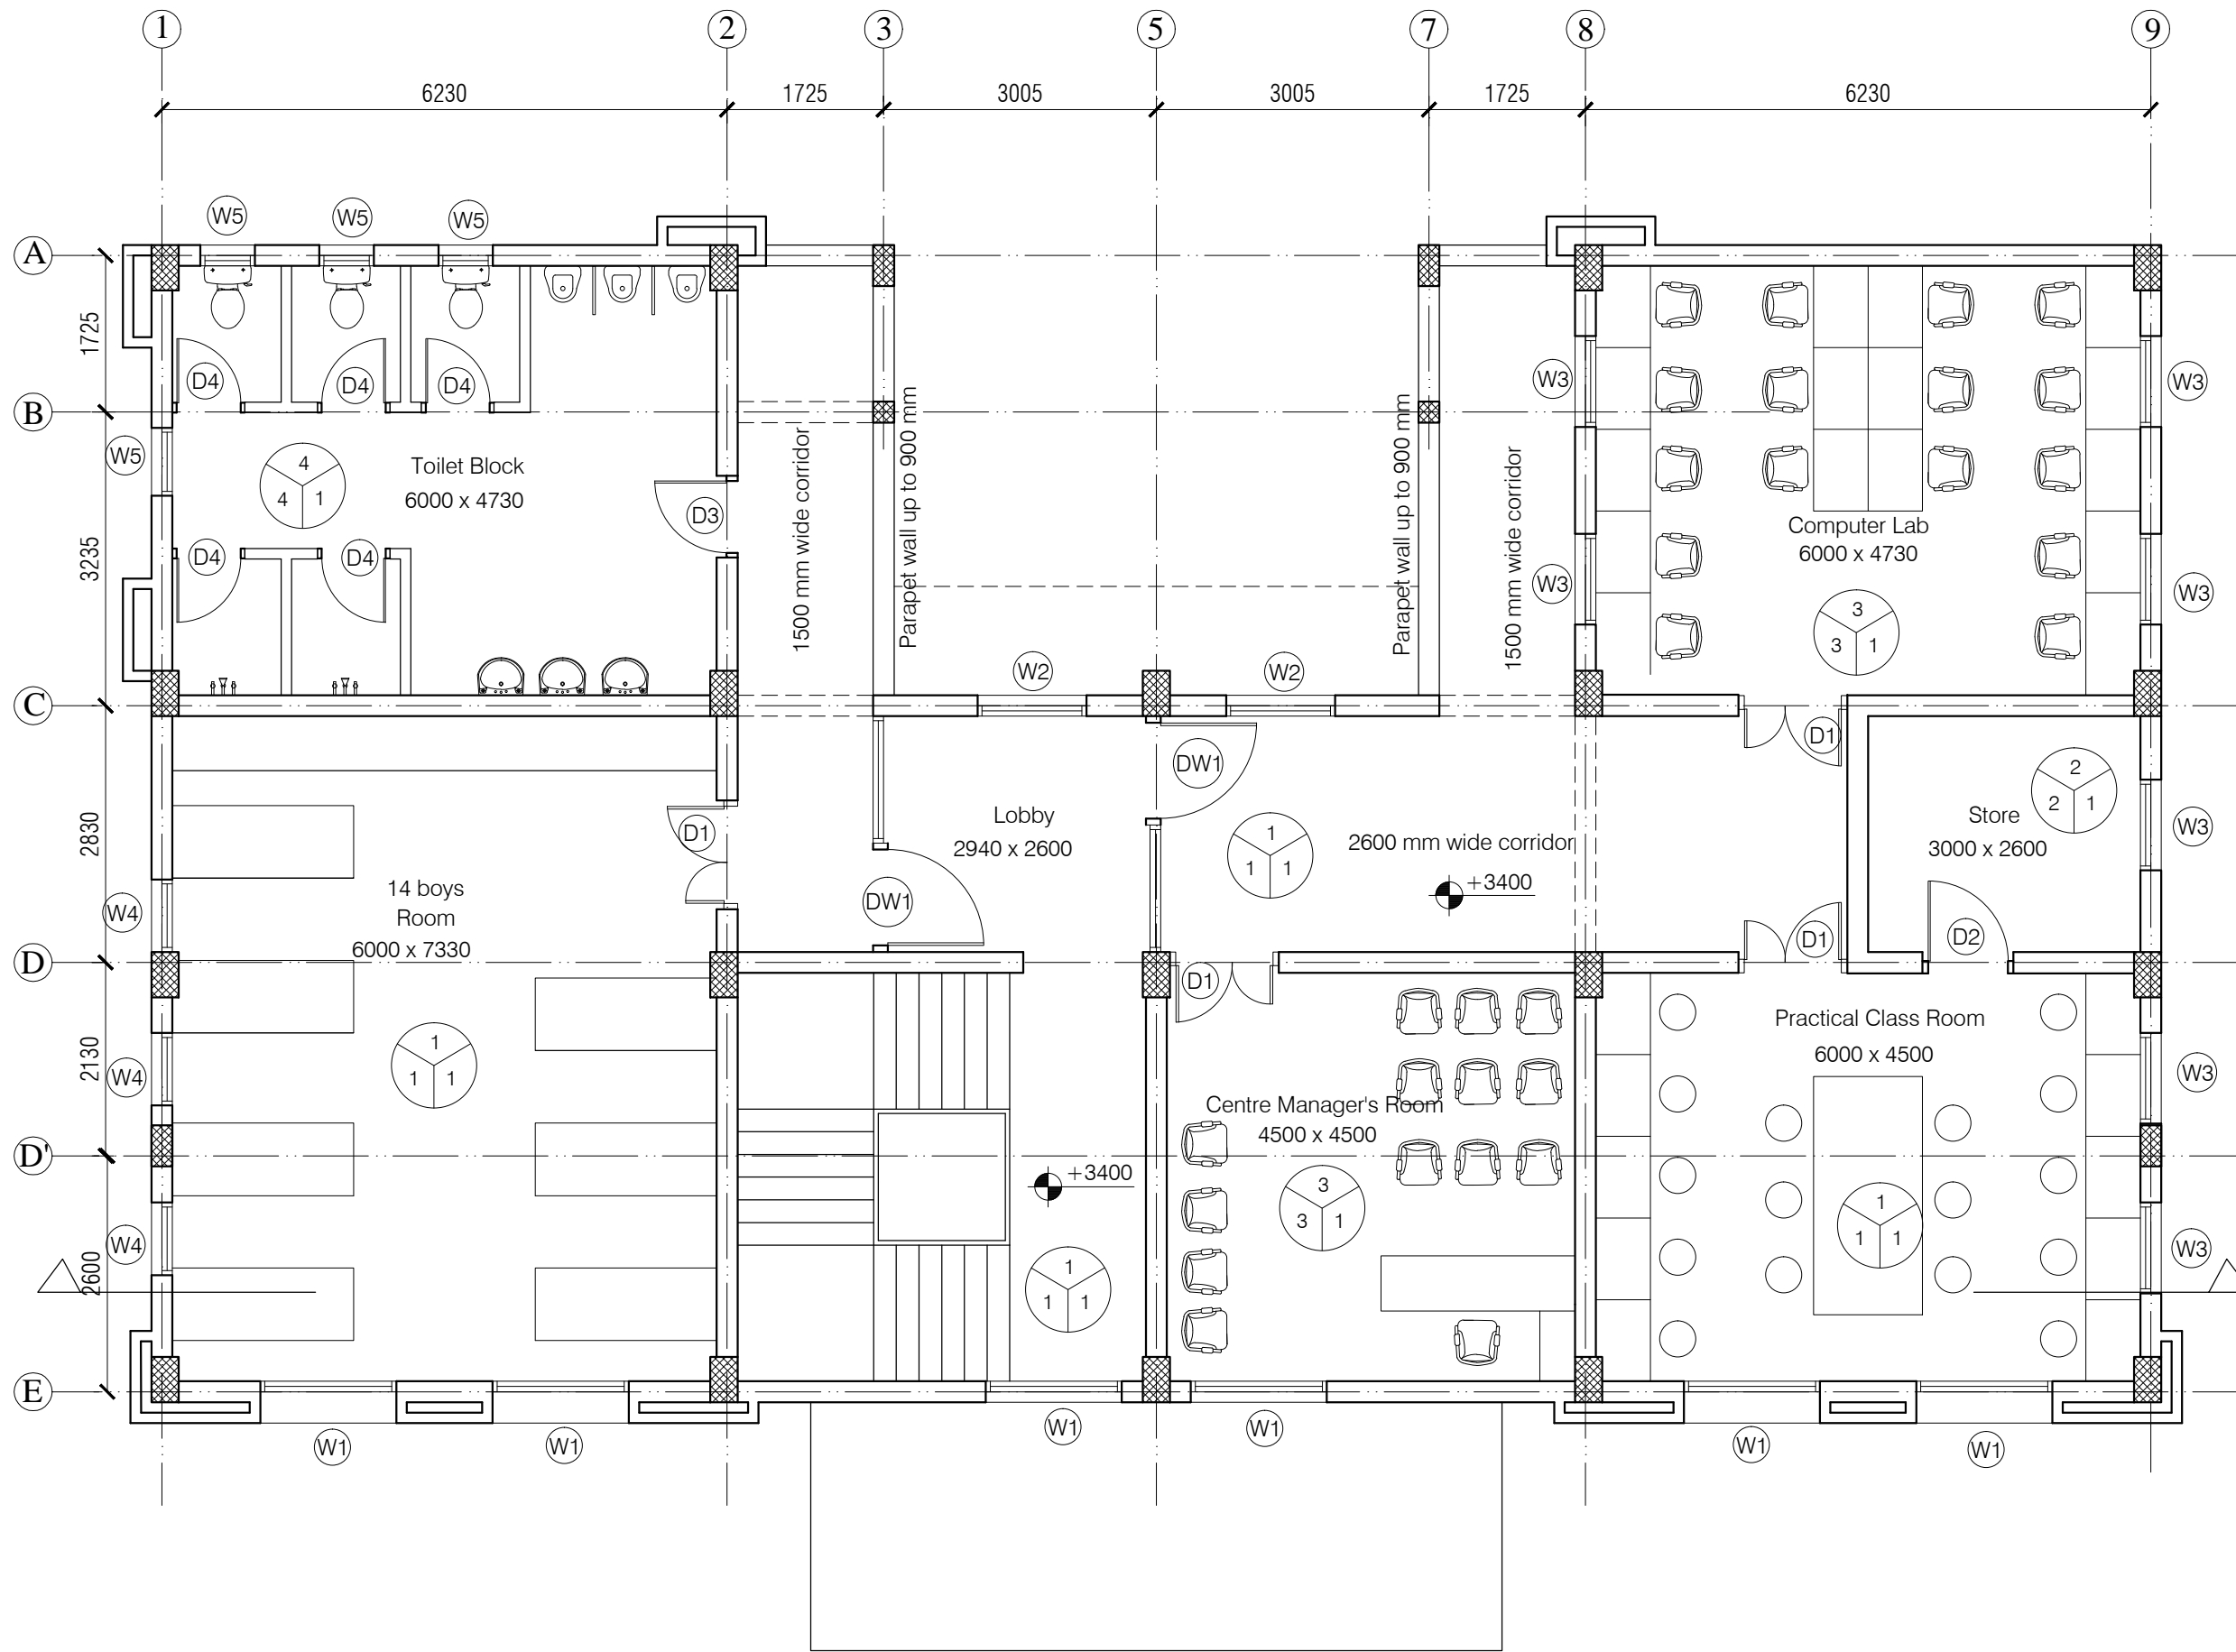 1 2 3 5 7 8 9
6230 1725 3005 3005 1725 6230
W5 W5 W5
A
1725
D4 D4 D4
W3 W3
B
W5
4 4 1
Toilet Block
6000 x 4730
D3
1500 mm wide corridor
Parapet wall up to 900 mm
Parapet wall up to 900 mm
1500 mm wide corridor
Computer Lab
6000 x 4730
3235
D4 D4
W3 W3
3 3 1
W2 W2
C
D1
DW1
2 2 1
2830
D1
Lobby
2940 x 2600
1 1 1
2600 mm wide corridor
+3400
Store
3000 x 2600
W3
14 boys
Room
6000 x 7330
W4
DW1
D1
D2
D
D1
Practical Class Room
6000 x 4500
2130
W4
1 1 1
Centre Manager's Room
4500 x 4500
W3
D'
+3400
3 3 1
1 1 1
W4
2600
1 1 1
W3
E
W1 W1 W1 W1 W1 W1